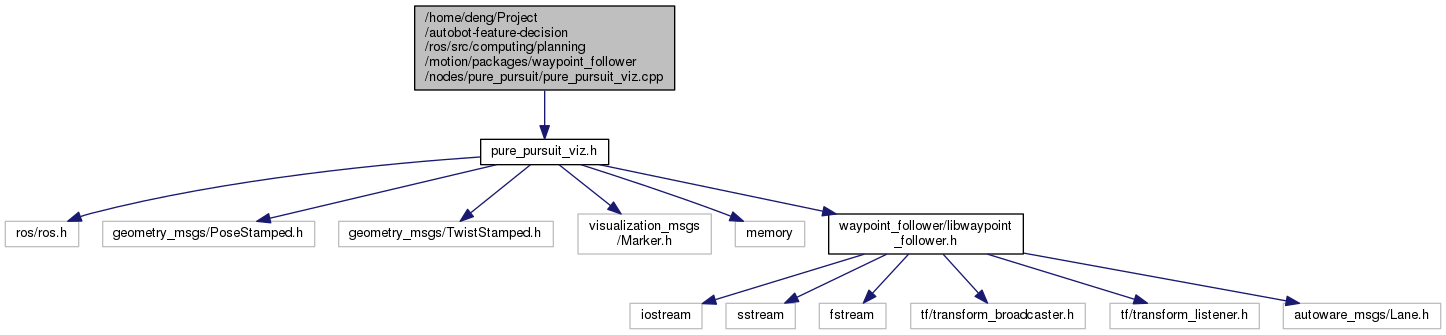 /home/deng/Project
/autobot-feature-decision
/ros/src/computing/planning
/motion/packages/waypoint_follower
/nodes/pure_pursuit/pure_pursuit_viz.cpp
pure_pursuit_viz.h
ros/ros.h
geometry_msgs/PoseStamped.h
geometry_msgs/TwistStamped.h
visualization_msgs
/Marker.h
memory
waypoint_follower/libwaypoint
_follower.h
iostream
sstream
fstream
tf/transform_broadcaster.h
tf/transform_listener.h
autoware_msgs/Lane.h